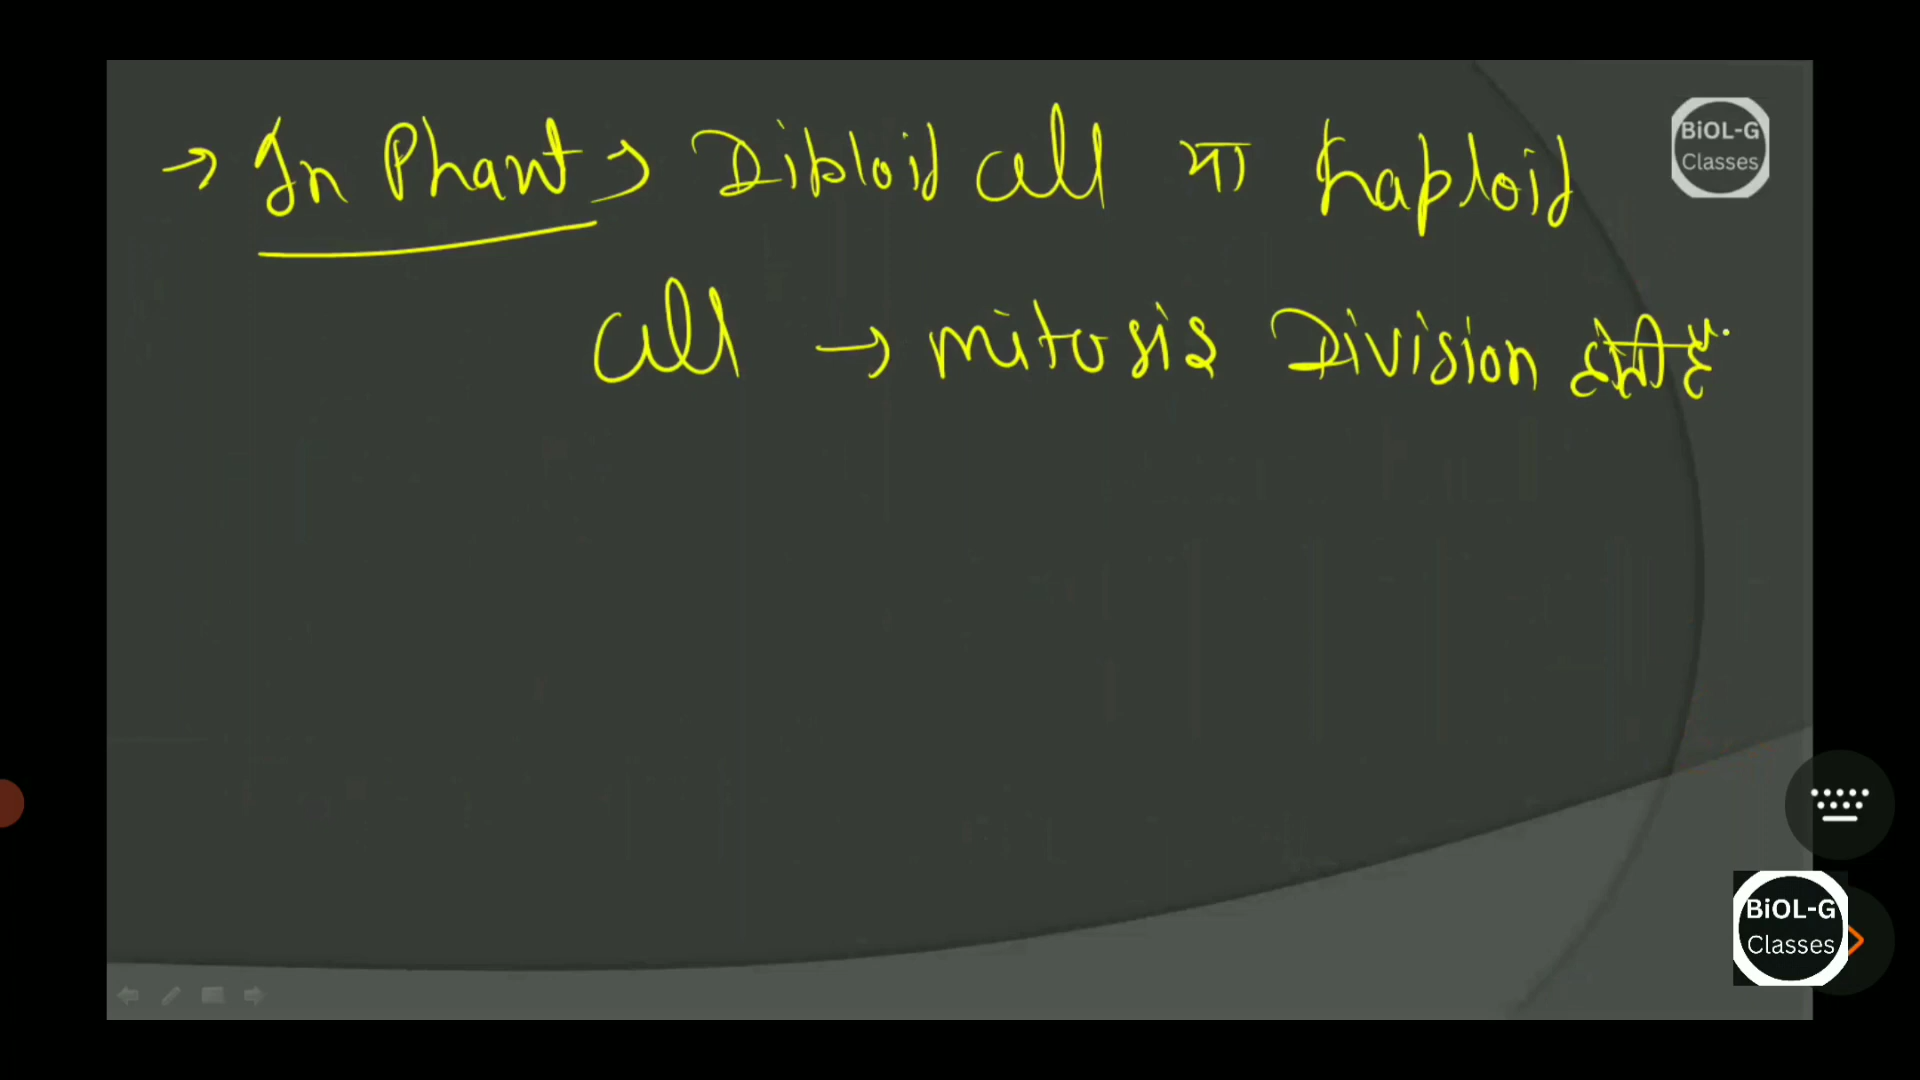 → In Plant → Diploid cell या haploid
cell → mitosis Division होती है.
BiOL-G
Classes
BiOL-G
Classes